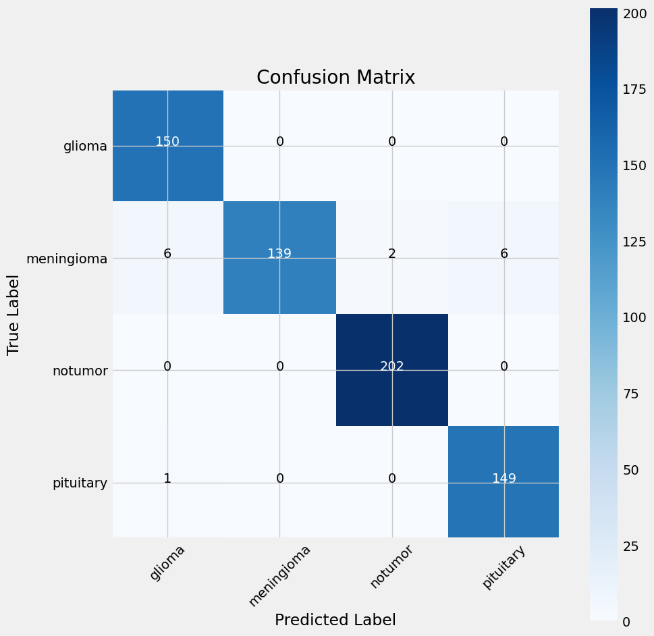 Confusion Matrix
glioma 150 0 0 0
meningioma 6 139 2 6
notumor 0 0 202 0
pituitary 1 0 0 149
glioma meningioma notumor pituitary
Predicted Label
True Label
200
175
150
125
100
75
50
25
0